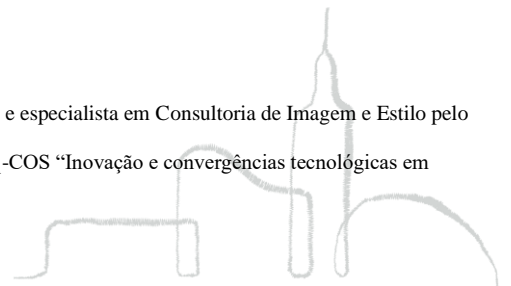 e especialista em Consultoria de Imagem e Estilo pelo
-COS “Inovação e convergências tecnológicas em